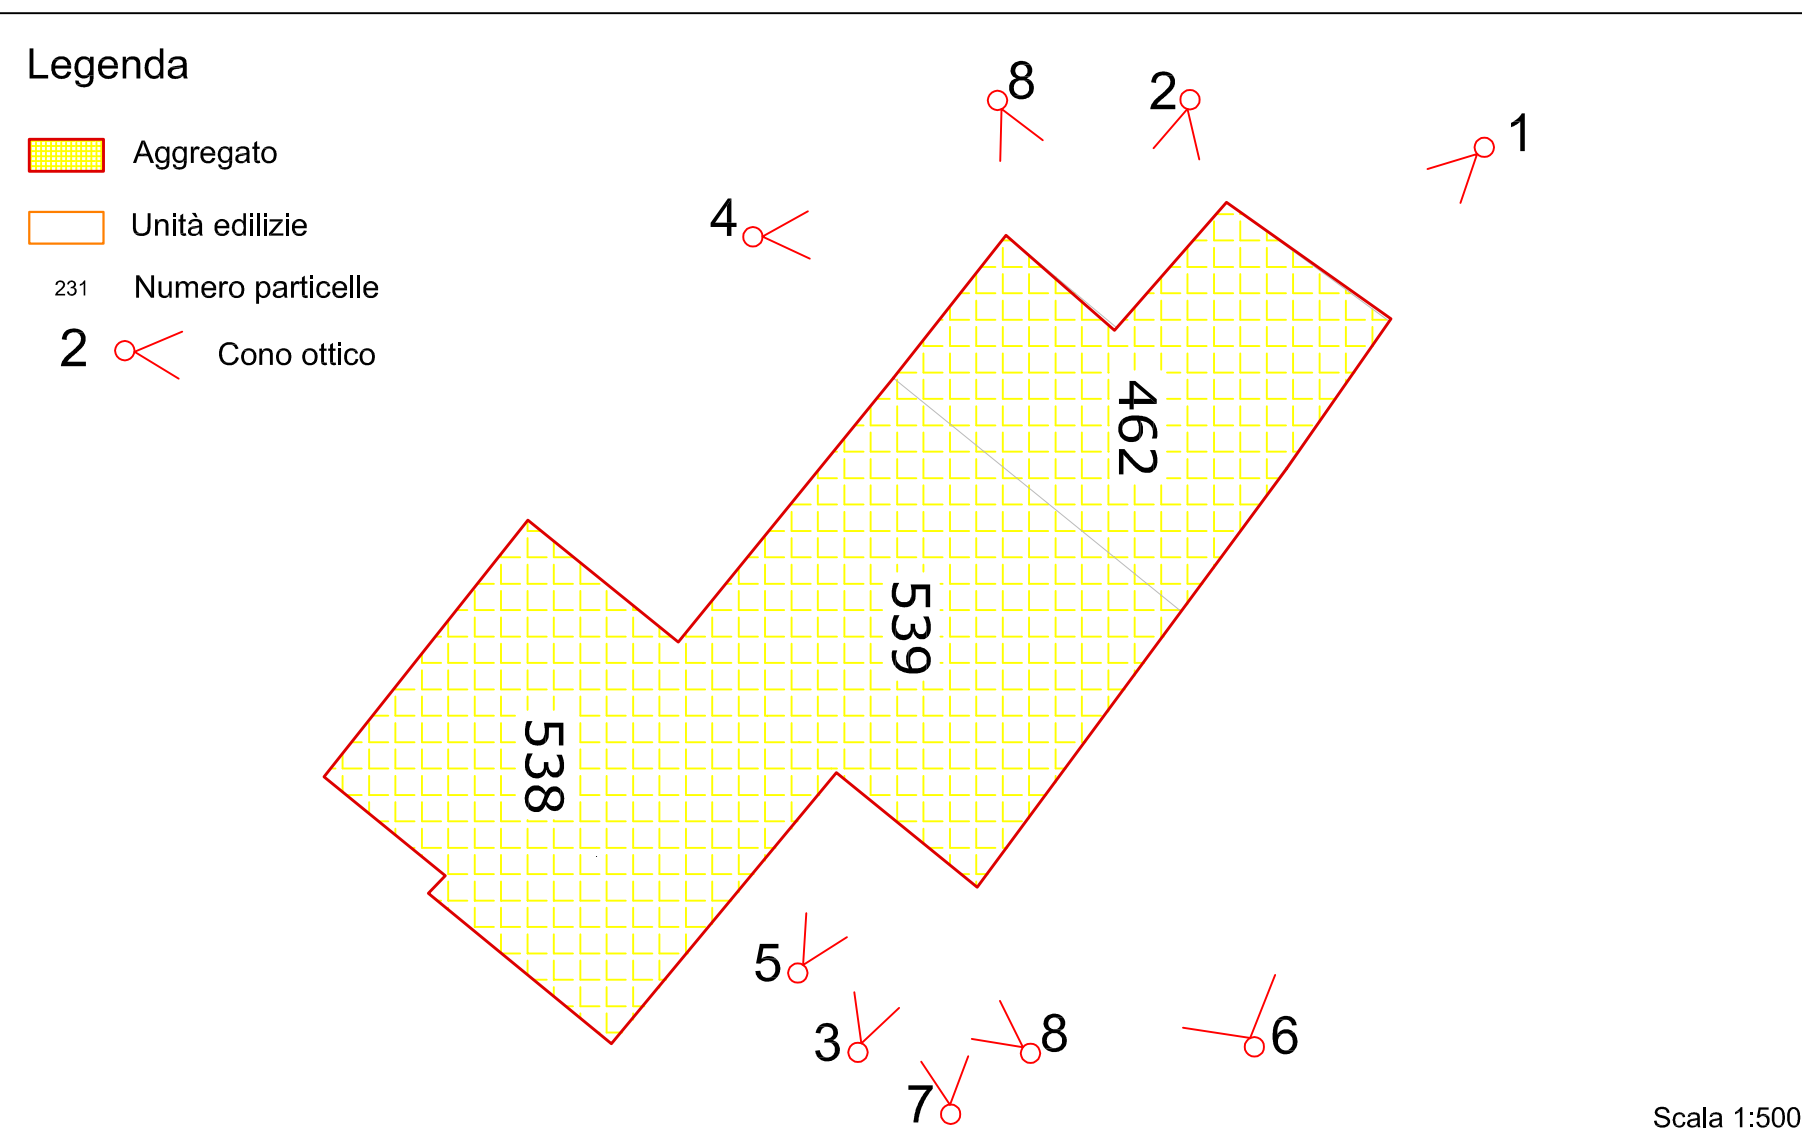 Legenda
Aggregato
Unità edilizie
231 Numero particelle
2 Cono ottico
8
2
1
4
462
539
538
5
3
8
6
7
Scala 1:500